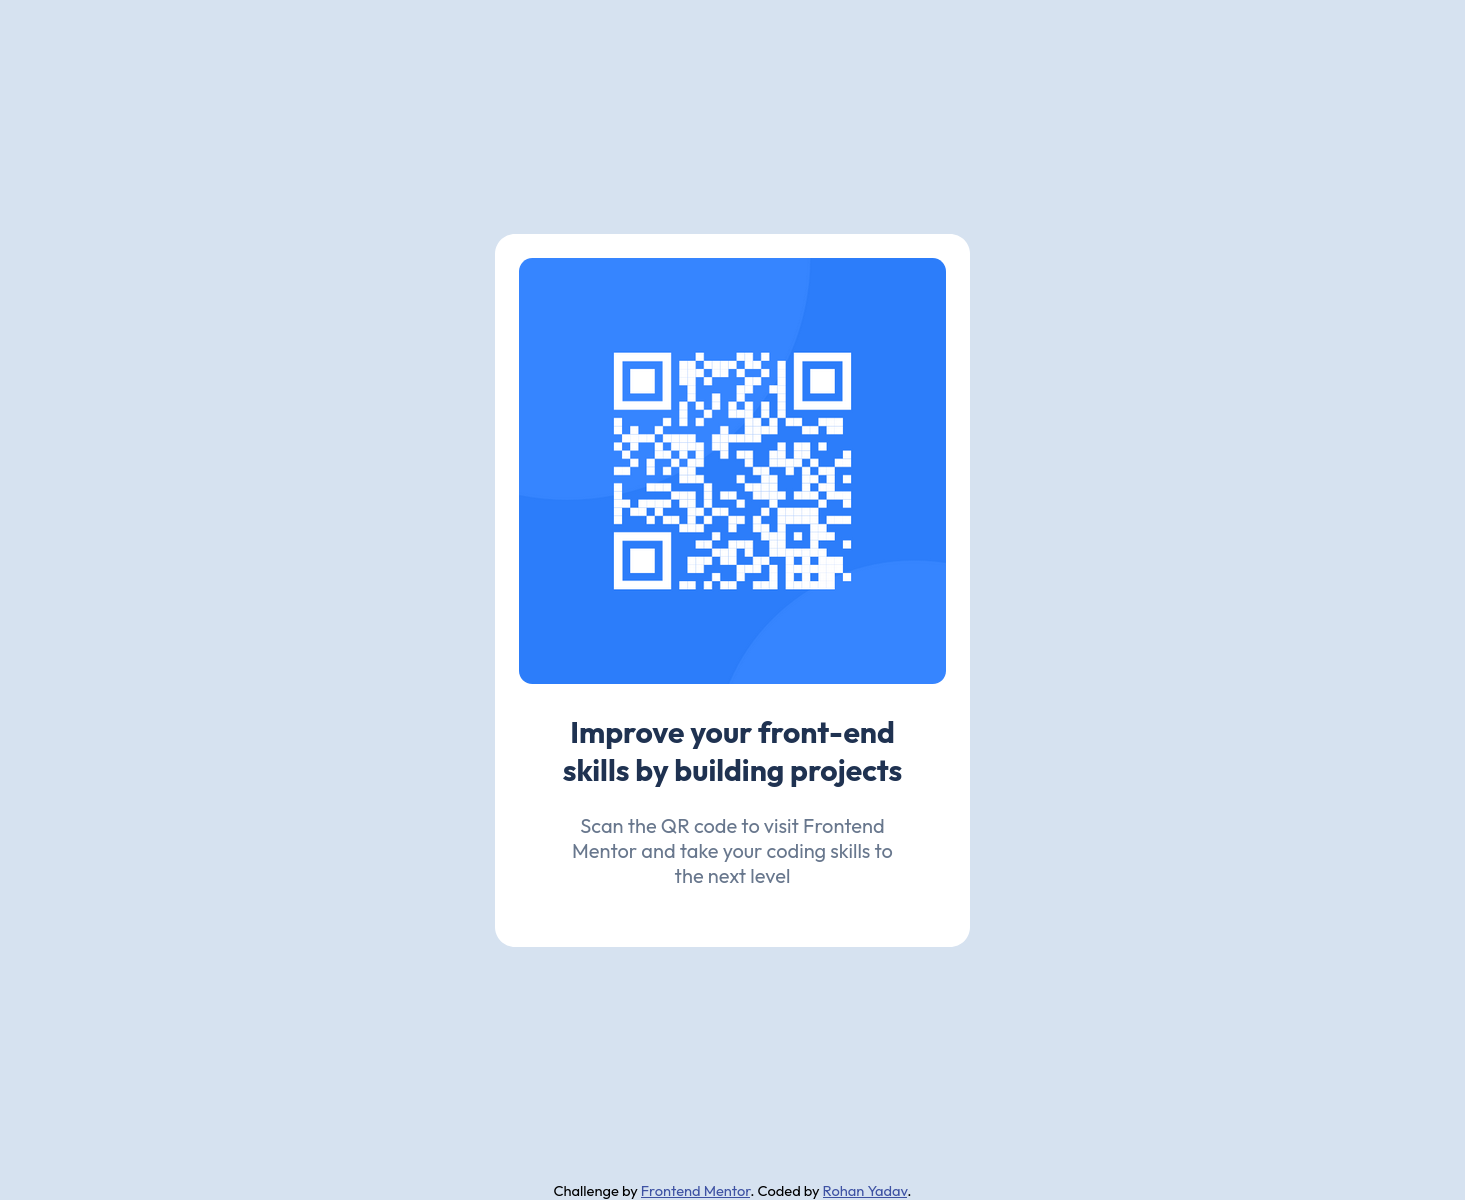 Improve your front-end
skills by building projects
Scan the QR code to visit Frontend
Mentor and take your coding skills to
the next level
Challenge by Frontend Mentor. Coded by Rohan Yadav.